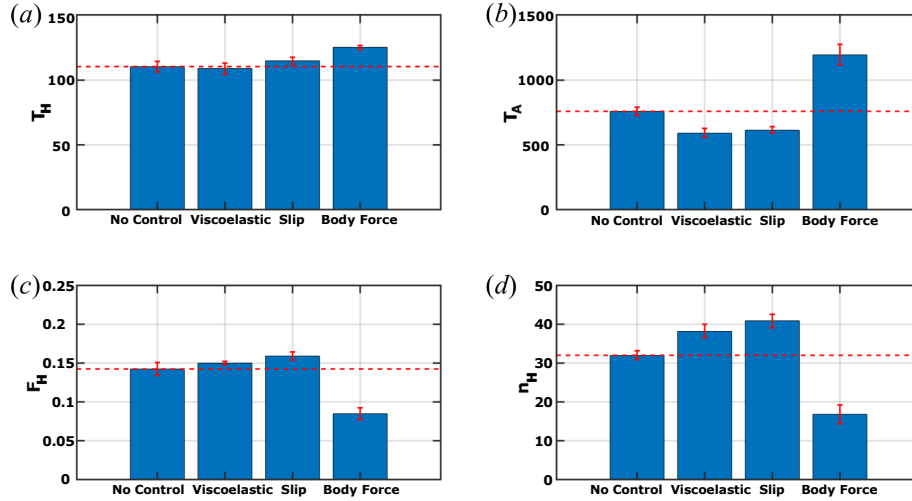 (a)
150
100
50
0
T_H
No Control Viscoelastic Slip Body Force
(b)
1500
1000
500
0
T_A
No Control Viscoelastic Slip Body Force
(c)
0.25
0.2
0.15
0.1
0.05
0
F_H
No Control Viscoelastic Slip Body Force
(d)
50
40
30
20
10
0
n_H
No Control Viscoelastic Slip Body Force